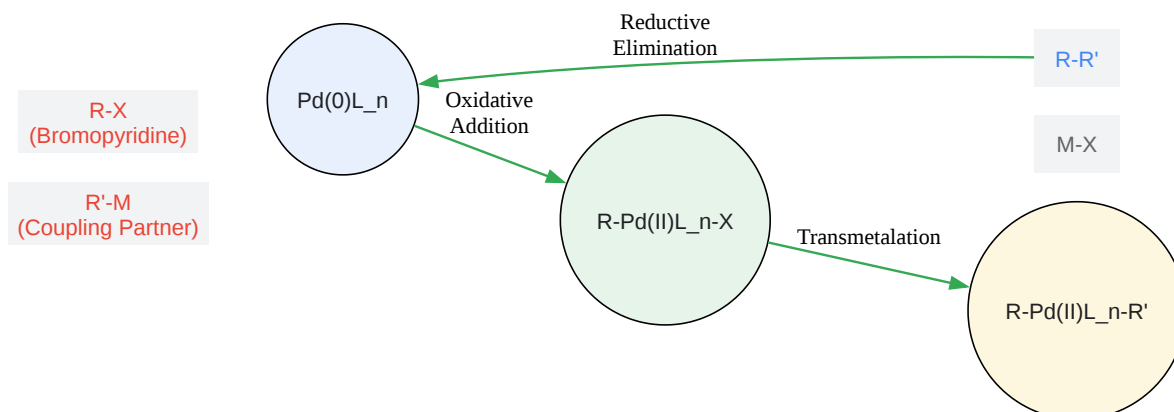 Reductive
Elimination
R-R'
Pd(0)L_n
R-X
(Bromopyridine)
Oxidative
Addition
M-X
R'-M
(Coupling Partner)
R-Pd(II)L_n-X
Transmetalation
R-Pd(II)L_n-R'